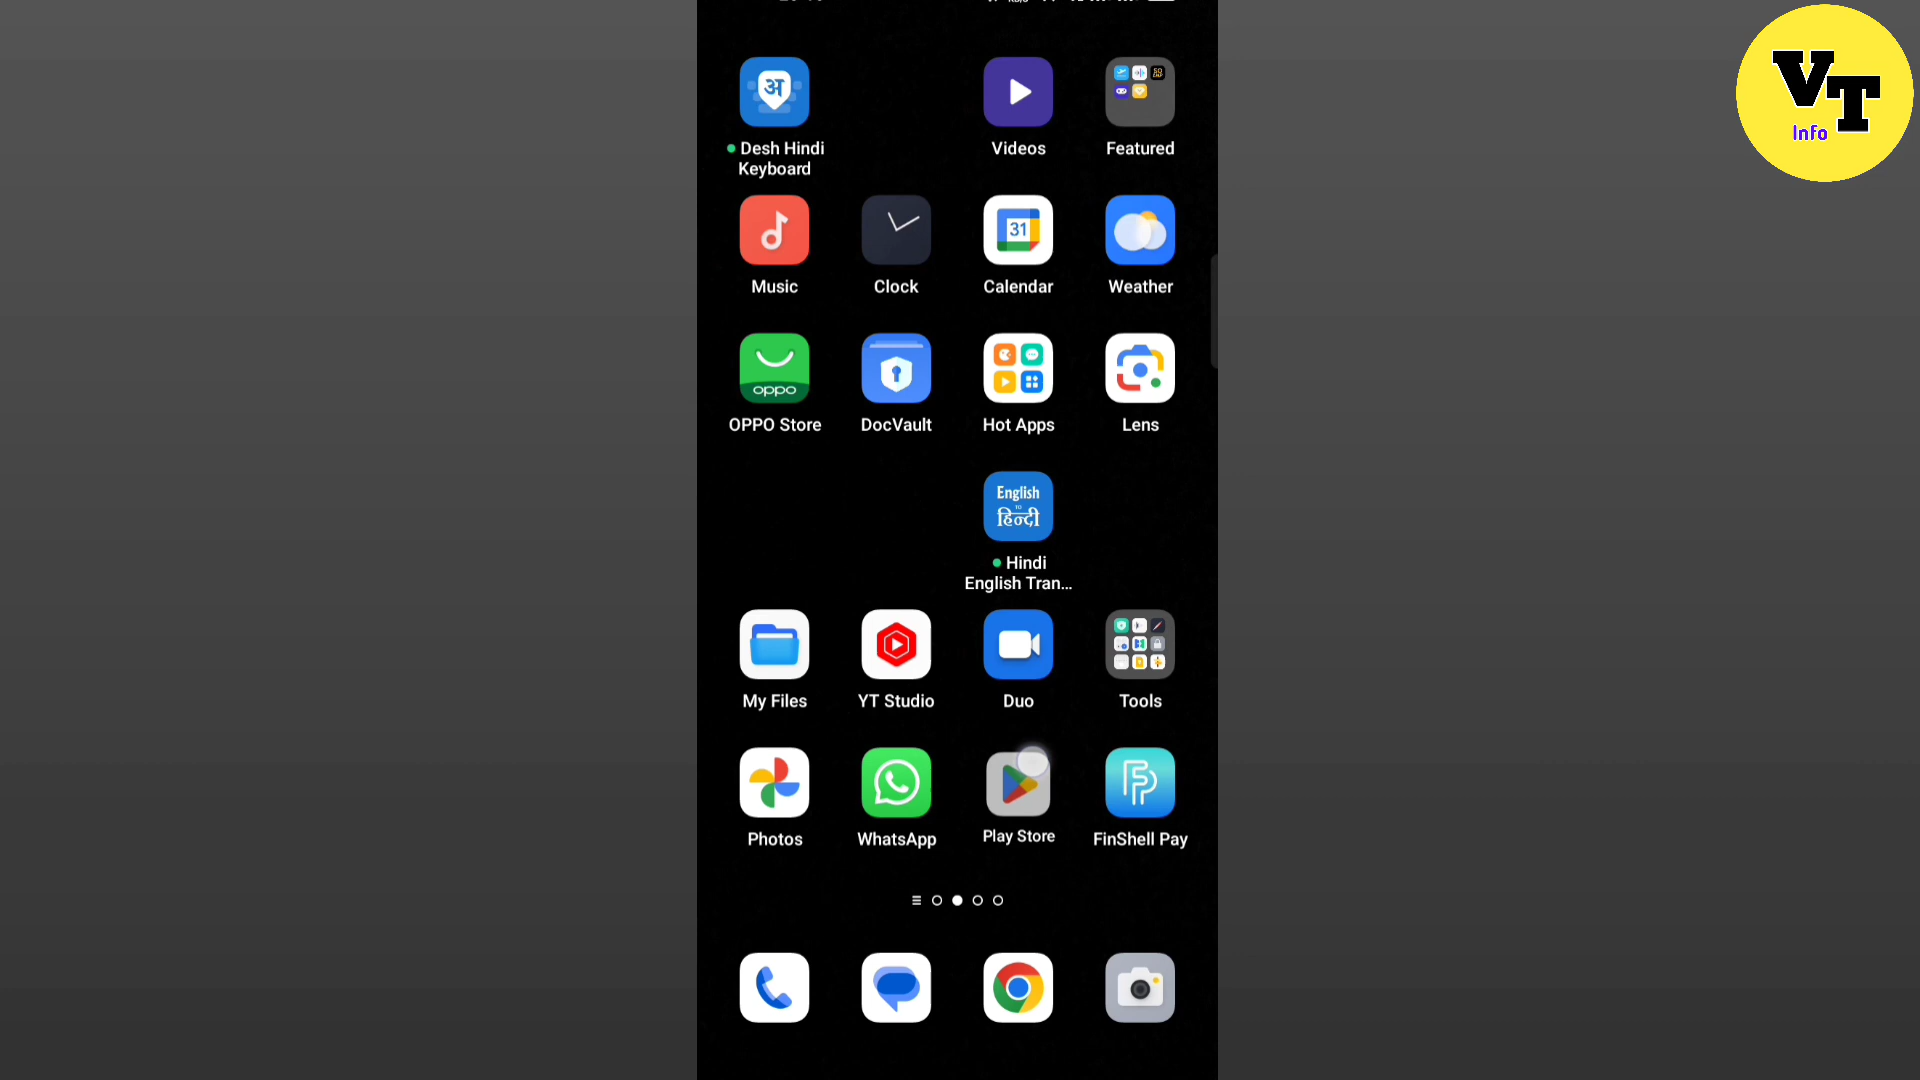 VT
Info
अ
Desh Hindi
Keyboard
Videos
Featured
Music
Clock
31
Calendar
Weather
oppo
OPPO Store
DocVault
Hot Apps
Lens
English
TO
हिन्दी
Hindi
English Tran...
My Files
YT Studio
Duo
Tools
Photos
WhatsApp
Play Store
FinShell Pay